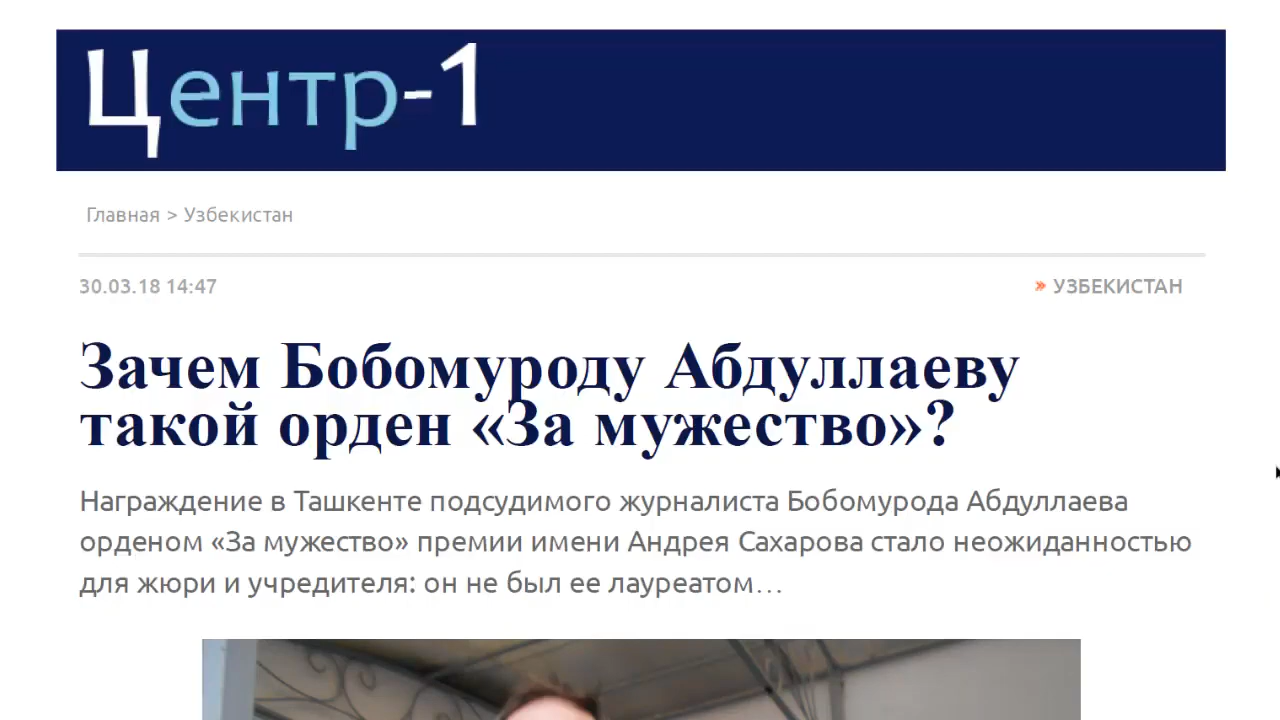 Центр-1
Главная > Узбекистан
30.03.18 14:47
» УЗБЕКИСТАН
Зачем Бобомуроду Абдуллаеву
такой орден «За мужество»?
Награждение в Ташкенте подсудимого журналиста Бобомурода Абдуллаева
орденом «За мужество» премии имени Андрея Сахарова стало неожиданностью
для жюри и учредителя: он не был ее лауреатом…